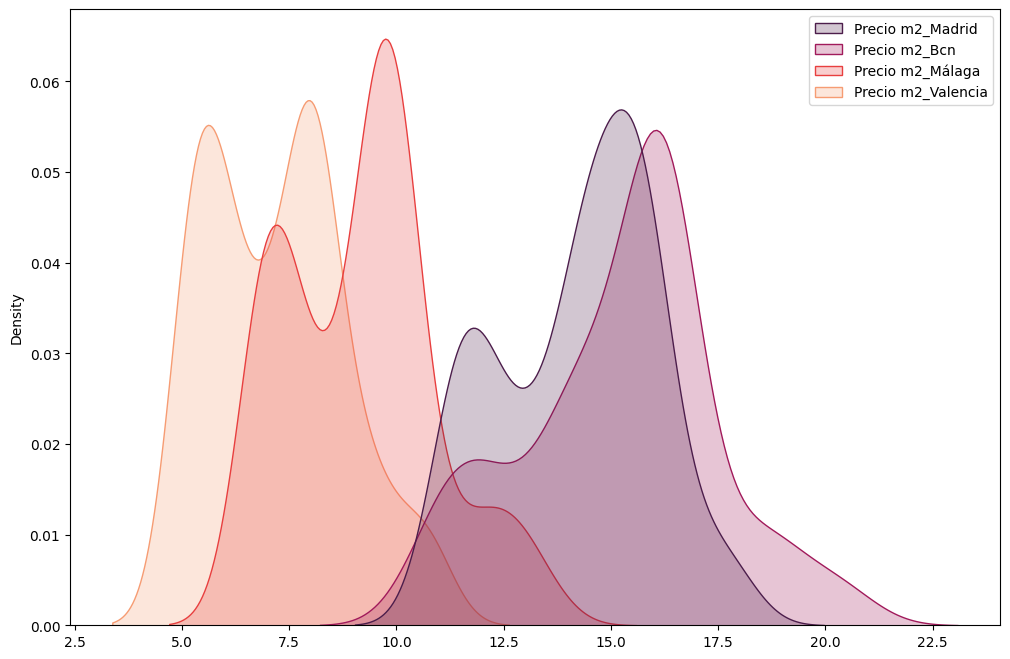 Precio m2_Madrid
Precio m2_Bcn
Precio m2_Málaga
Precio m2_Valencia
Density
0.06
0.05
0.04
0.03
0.02
0.01
0.00
2.5 5.0 7.5 10.0 12.5 15.0 17.5 20.0 22.5